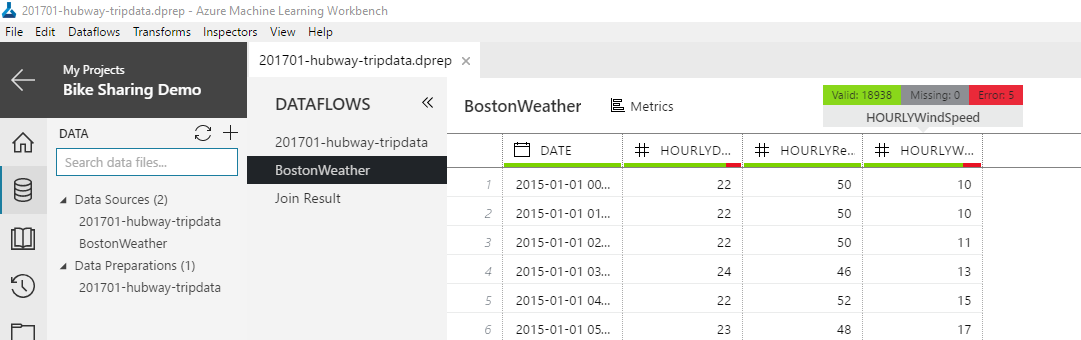 201701-hubway-tripdata.dprep - Azure Machine Learning Workbench
File Edit Dataflows Transforms Inspectors Window View Help
My Projects
Bike Sharing Demo
DATA
Search data files...
Data Sources (2)
201701-hubway-tripdata
BostonWeather
Data Preparations (1)
201701-hubway-tripdata
201701-hubway-tripdata.dprep ×
DATAFLOWS «
201701-hubway-tripdata
BostonWeather
Join Result
BostonWeather Metrics
Valid: 18938 Missing: 0 Error: 5
HOURLYWindSpeed
DATE # HOURLYD... # HOURLYRe... # HOURLYW...
1 2015-01-01 00... 22 50 10
2 2015-01-01 01... 22 50 10
3 2015-01-01 02... 22 50 11
4 2015-01-01 03... 24 46 13
5 2015-01-01 04... 22 52 15
6 2015-01-01 05... 23 48 17